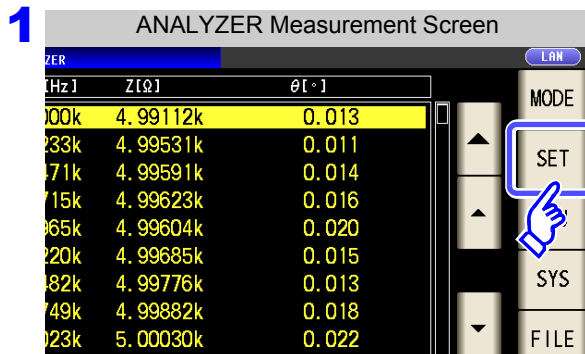 1
ANALYZER Measurement Screen
ZER
LAN
[Hz] Z[Ω] θ[°]
MODE
000k 4.99112k 0.013
233k 4.99531k 0.011
SET
471k 4.99591k 0.014
715k 4.99623k 0.016
965k 4.99604k 0.020
220k 4.99685k 0.015
SYS
482k 4.99776k 0.013
749k 4.99882k 0.018
023k 5.00030k 0.022
FILE